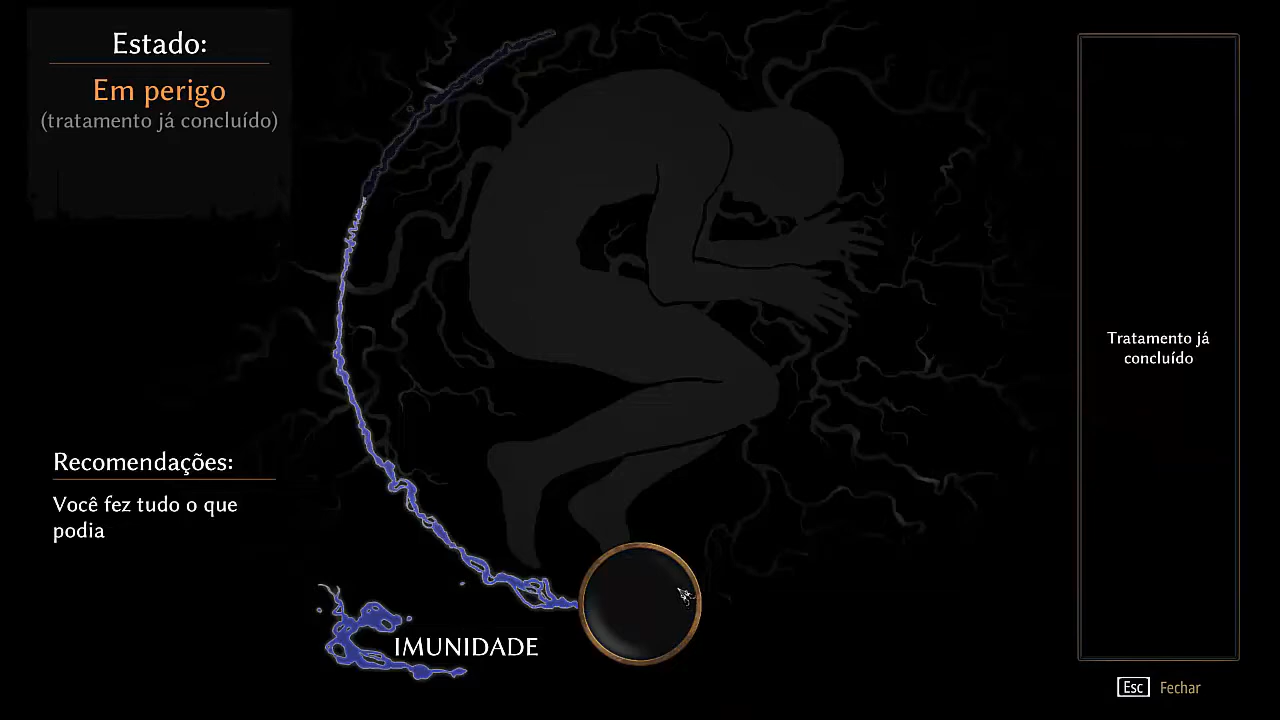 Estado:
Em perigo
(tratamento já concluído)
Tratamento já
concluído
Recomendações:
Você fez tudo o que
podia
IMUNIDADE
Esc Fechar